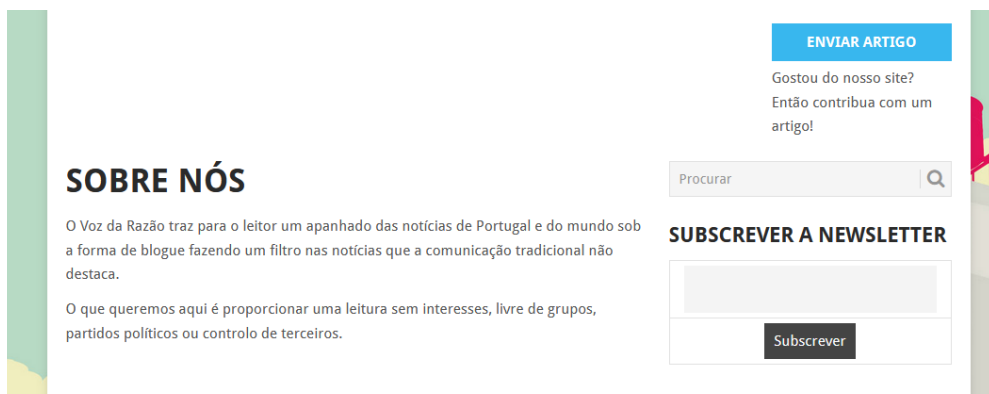 ENVIAR ARTIGO
Gostou do nosso site?
Então contribua com um
artigo!
SOBRE NÓS
O Voz da Razão traz para o leitor um apanhado das notícias de Portugal e do mundo sob
a forma de blogue fazendo um filtro nas notícias que a comunicação tradicional não
destaca.
O que queremos aqui é proporcionar uma leitura sem interesses, livre de grupos,
partidos políticos ou controlo de terceiros.
Procurar
SUBSCREVER A NEWSLETTER
Subscrever